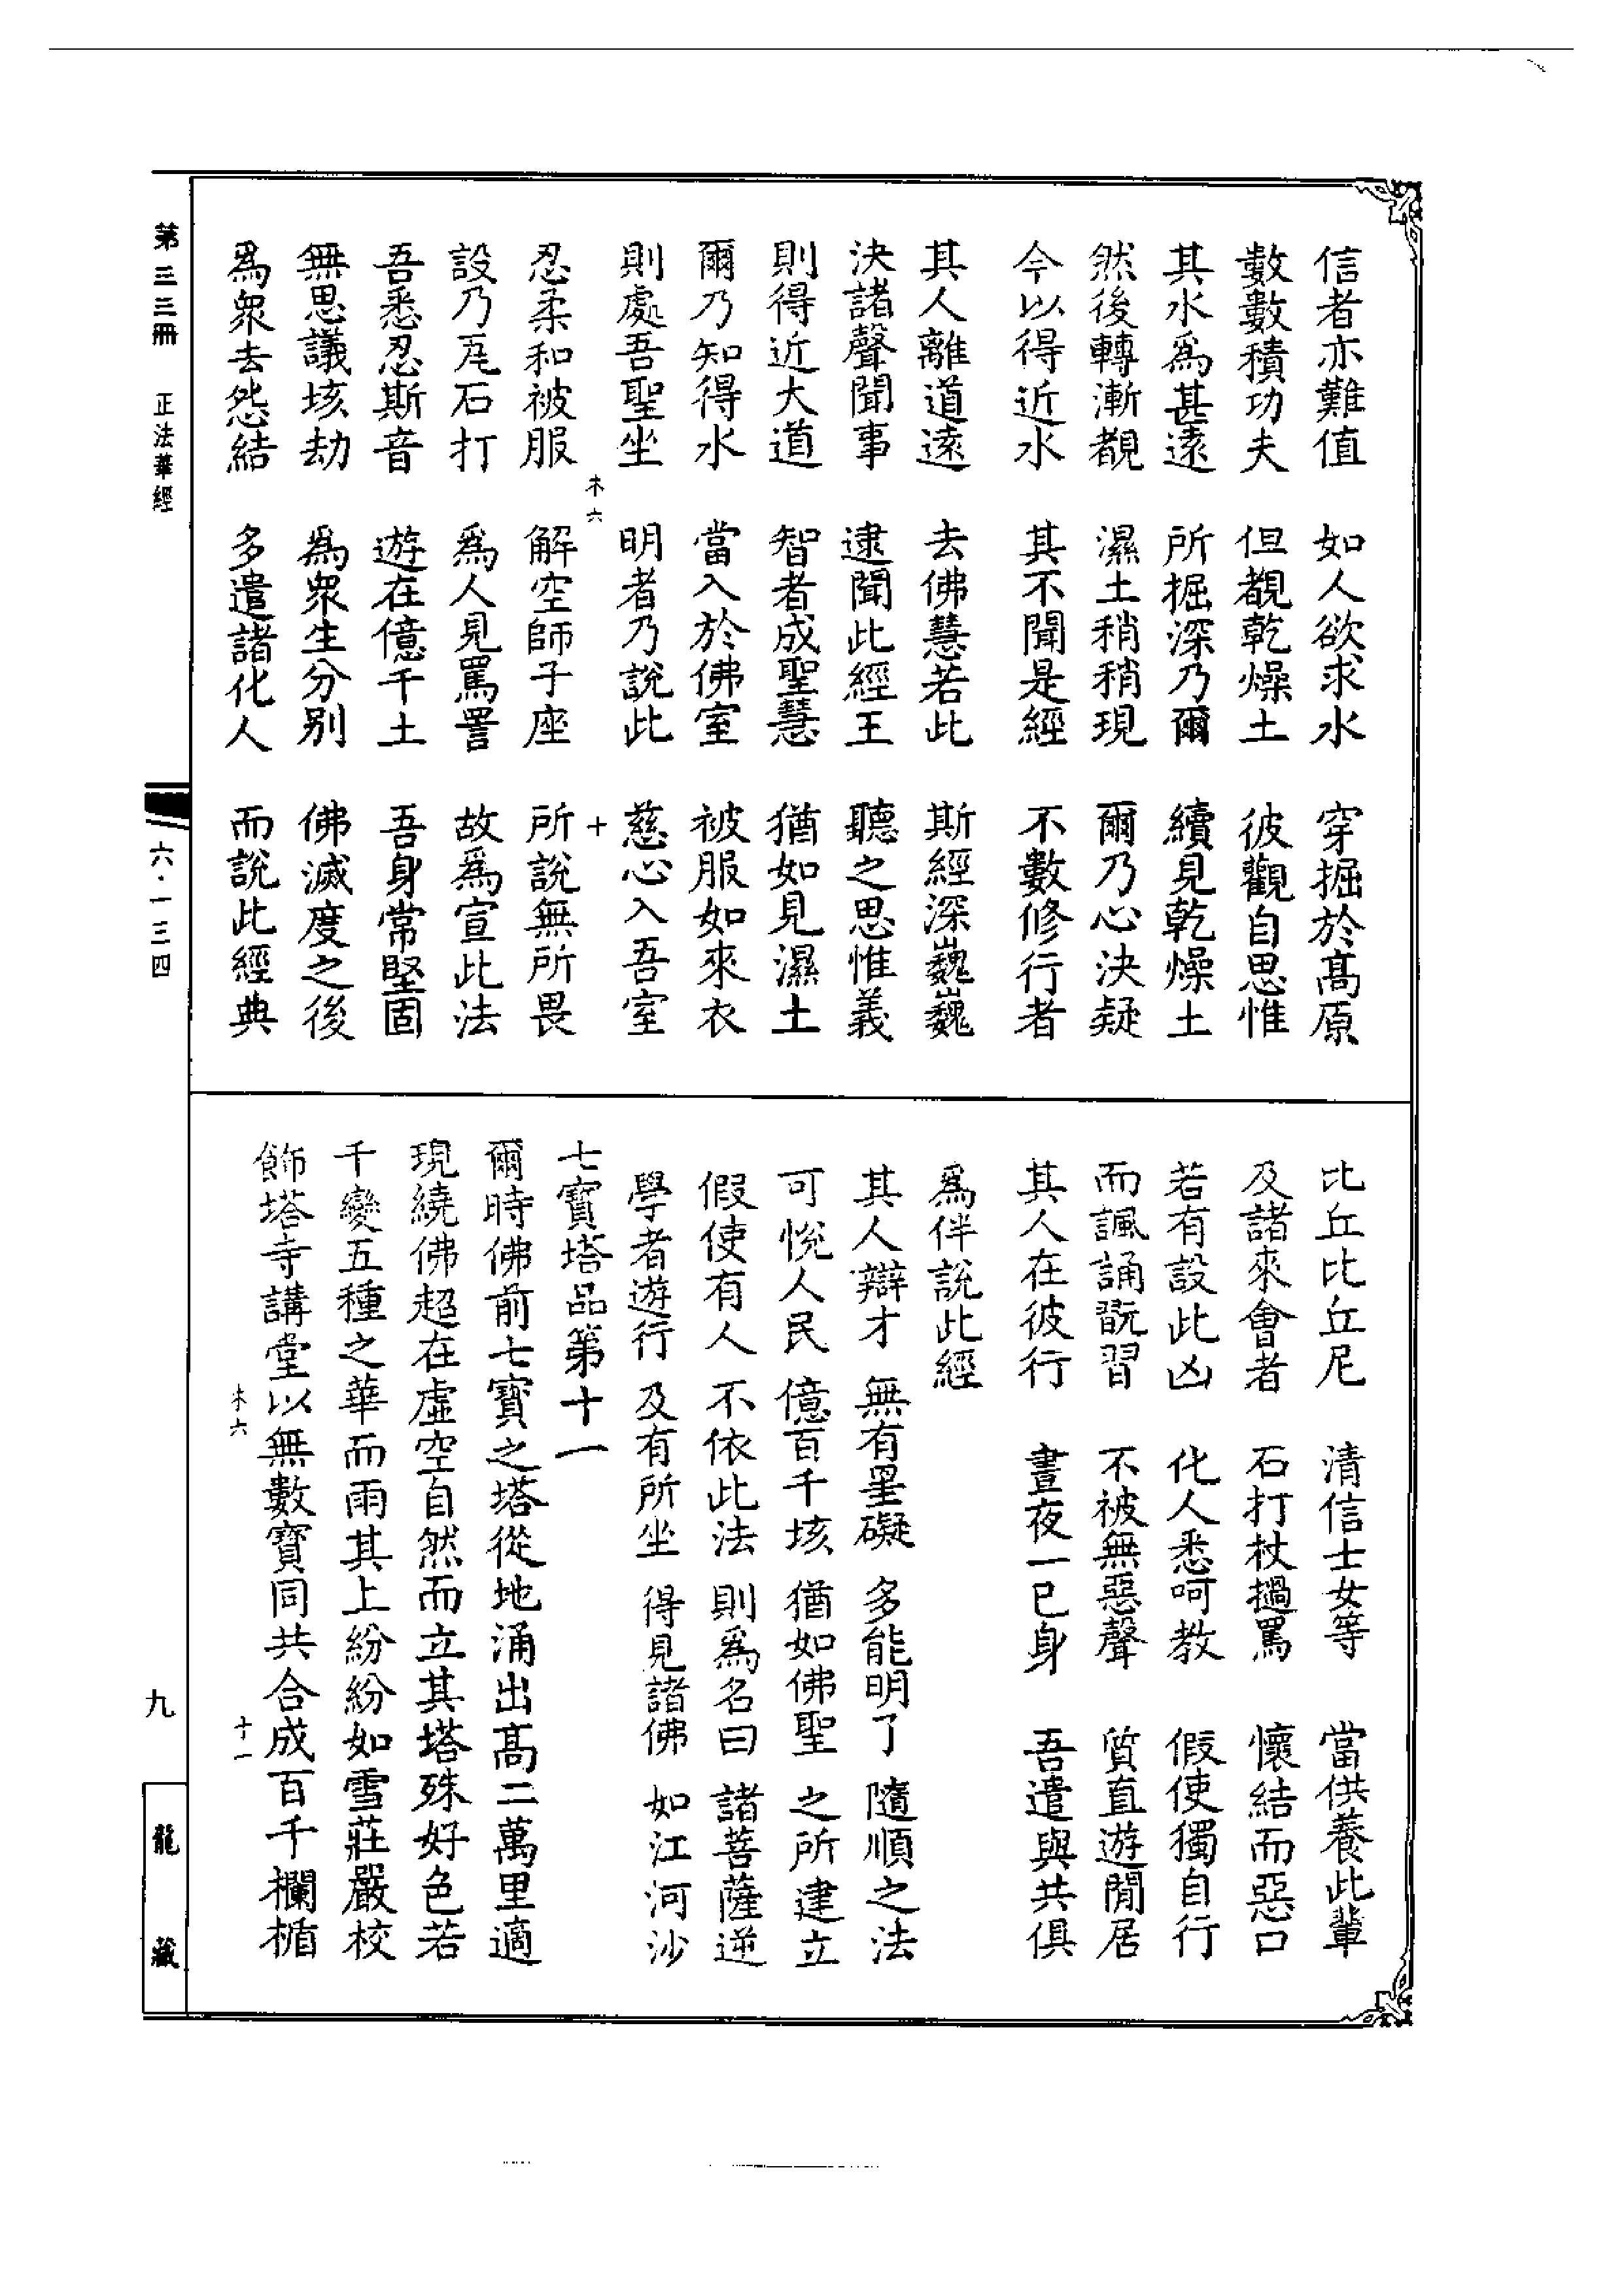 信者亦難值　如人欲求水　穿掘於高原
數數積功夫　但覩乾燥土　彼觀自思惟
其水爲甚遠　所掘深乃爾　續見乾燥土
然後轉漸覩　濕土稍稍現　爾乃心決疑
今以得近水　其不聞是經　不數修行者
其人離道遠　去佛慧若此　斯經深巍巍
決諸聲聞事　逮聞此經王　聽之思惟義
則得近大道　智者成聖慧　猶如見濕土
爾乃知得水　當入於佛室　被服如來衣
則處吾聖坐　明者乃說此　慈心入吾室
忍柔和被服　解空師子座　所說無所畏
設乃瓦石打　爲人見罵詈　故爲宣此法
吾悉忍斯音　遊在億千土　吾身常堅固
無思議垓劫　爲衆生分别　佛滅度之後
爲衆去怨結　多遣諸化人　而說此經典
比丘比丘尼　清信士女等　當供養此輩
及諸來會者　石打杖撾罵　懷結而惡口
若有設此凶　化人悉呵教　假使獨自行
而諷誦翫習　不被無惡聲　質直遊閒居
其人在彼行　晝夜一已身　吾遣與共俱
爲伴說此經
其人辯才　無有罣礙　多能明了　隨順之法
可悅人民　億百千垓　猶如佛聖　之所建立
假使有人　不依此法　則爲名曰　諸菩薩逆
學者遊行　及有所坐　得見諸佛　如江河沙
七寶塔品第十一
爾時佛前七寶之塔從地涌出高二萬里適
現繞佛超在虛空自然而立其塔殊好色若
千變五種之華而雨其上紛紛如雪莊嚴校
飾塔寺講堂以無數寶同共合成百千欄楯
第三三冊　正法華經　六·一三四　九　龍藏
未六　十
未六　十一